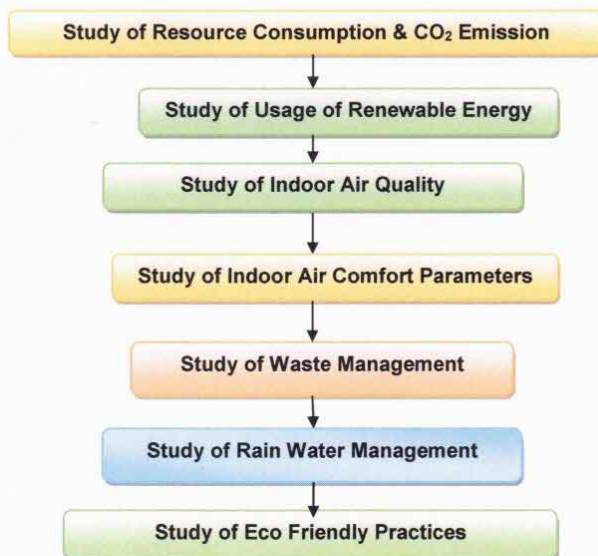 Study of Resource Consumption & CO₂ Emission
Study of Usage of Renewable Energy
Study of Indoor Air Quality
Study of Indoor Air Comfort Parameters
Study of Waste Management
Study of Rain Water Management
Study of Eco Friendly Practices